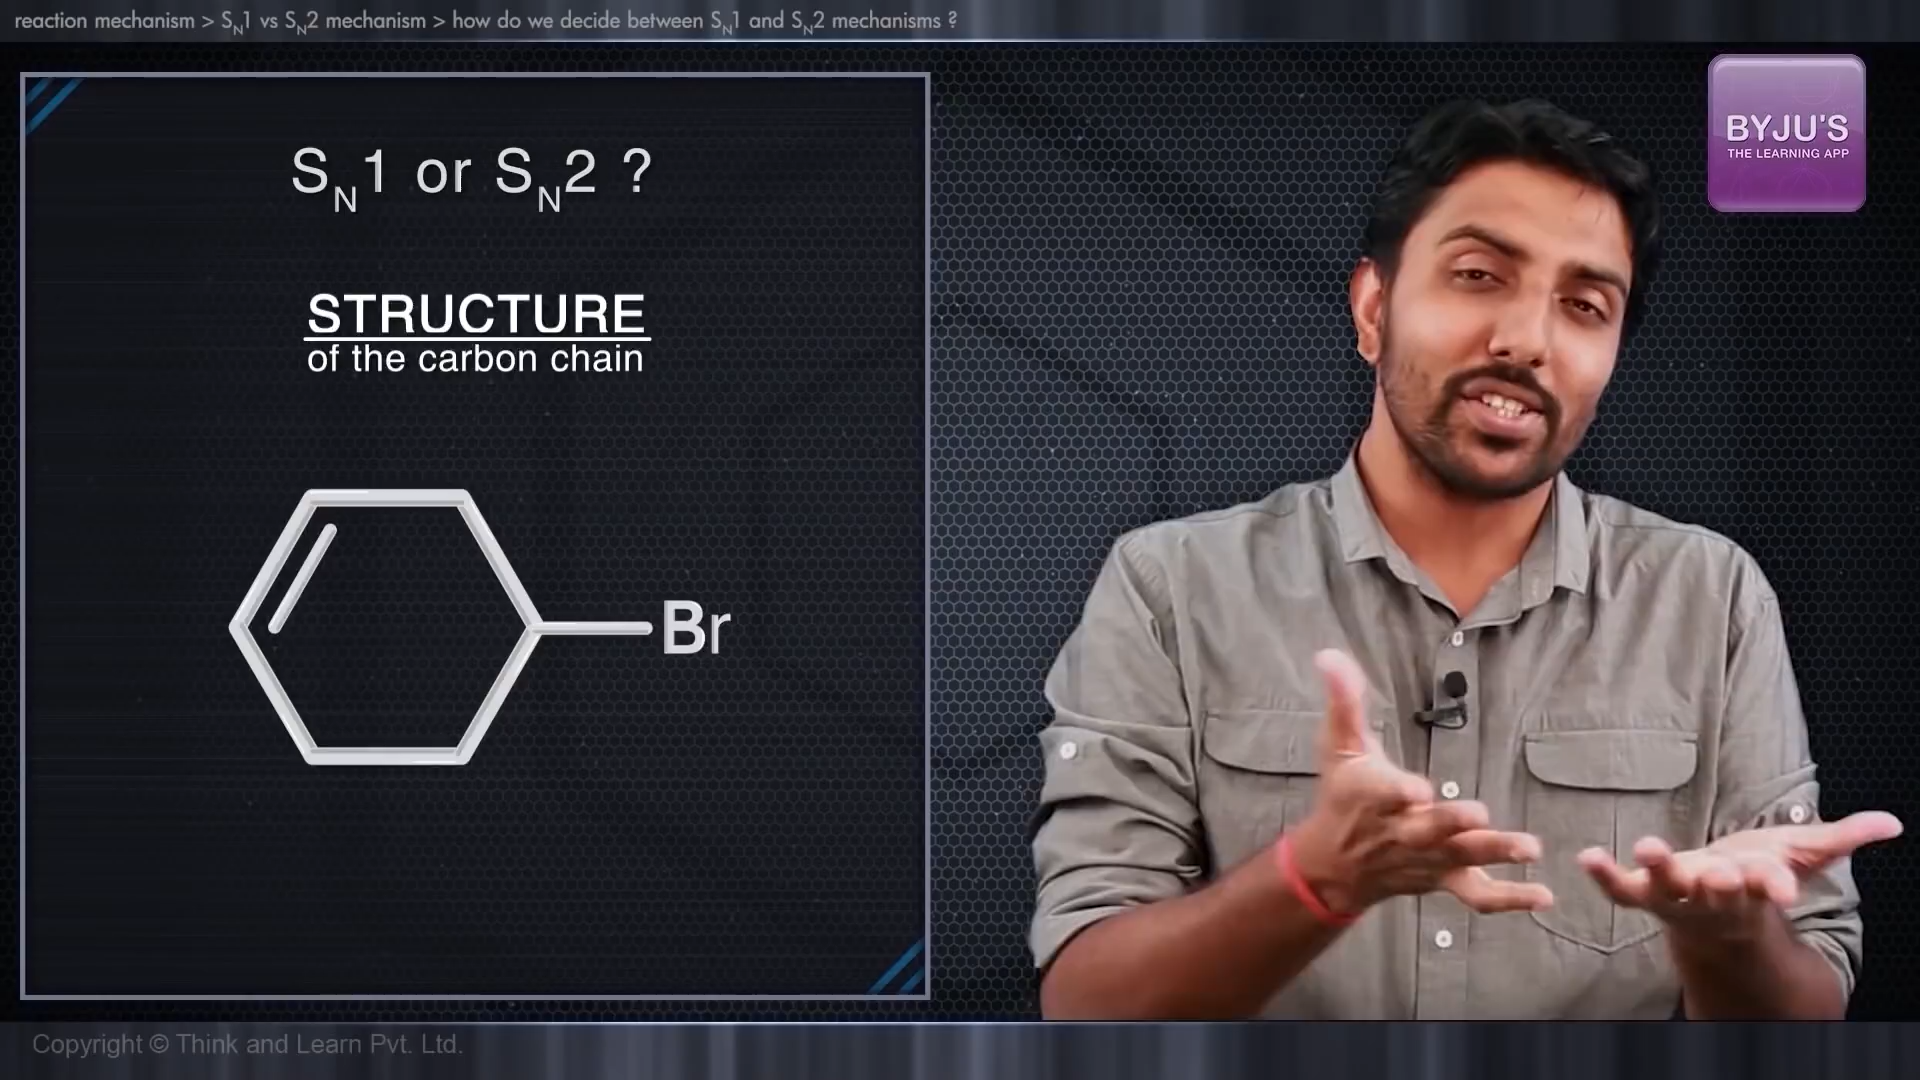 reaction mechanism > SN1 vs SN2 mechanism > how do we decide between SN1 and SN2 mechanisms ?
BYJU'S
THE LEARNING APP
SN1 or SN2 ?
STRUCTURE
of the carbon chain
Br
Copyright © Think and Learn Pvt. Ltd.